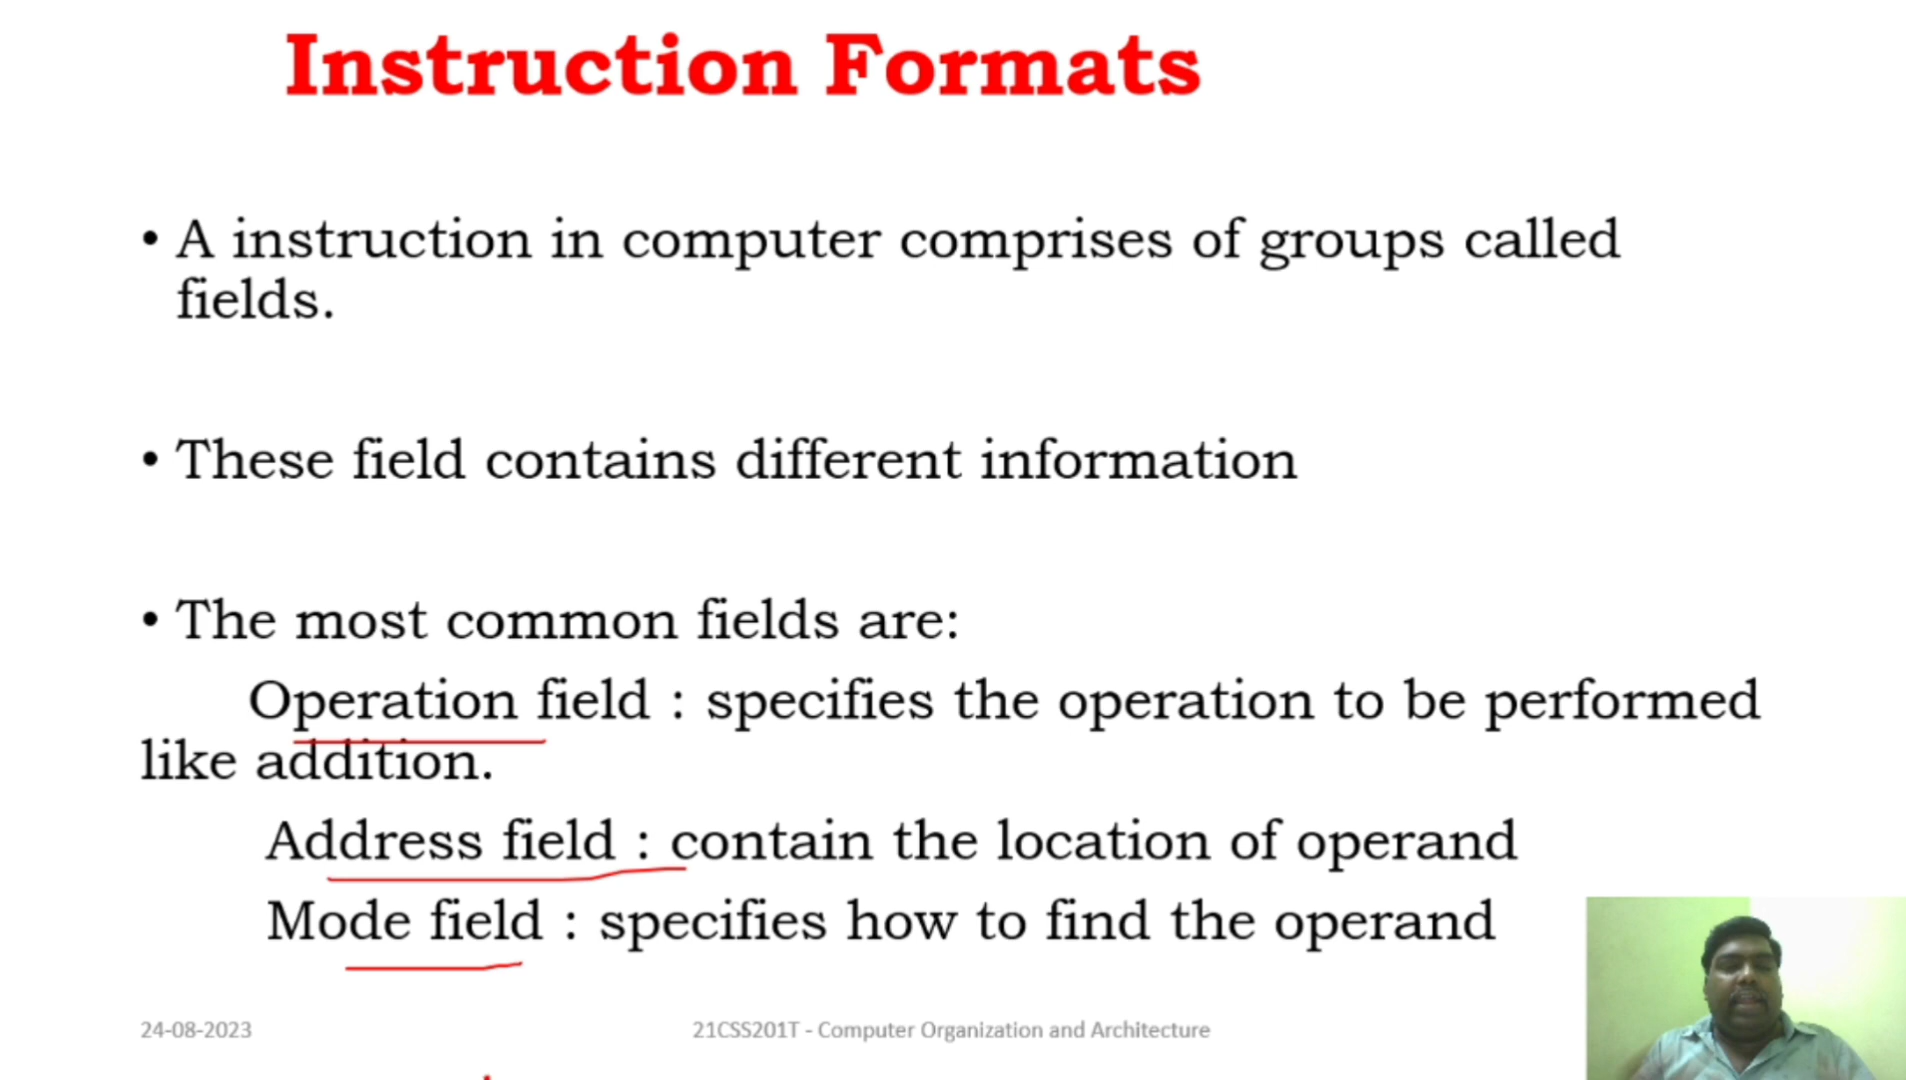 Instruction Formats
• A instruction in computer comprises of groups called
fields.
• These field contains different information
• The most common fields are:
Operation field : specifies the operation to be performed
like addition.
Address field : contain the location of operand
Mode field : specifies how to find the operand
24-08-2023
21CSS201T - Computer Organization and Architecture